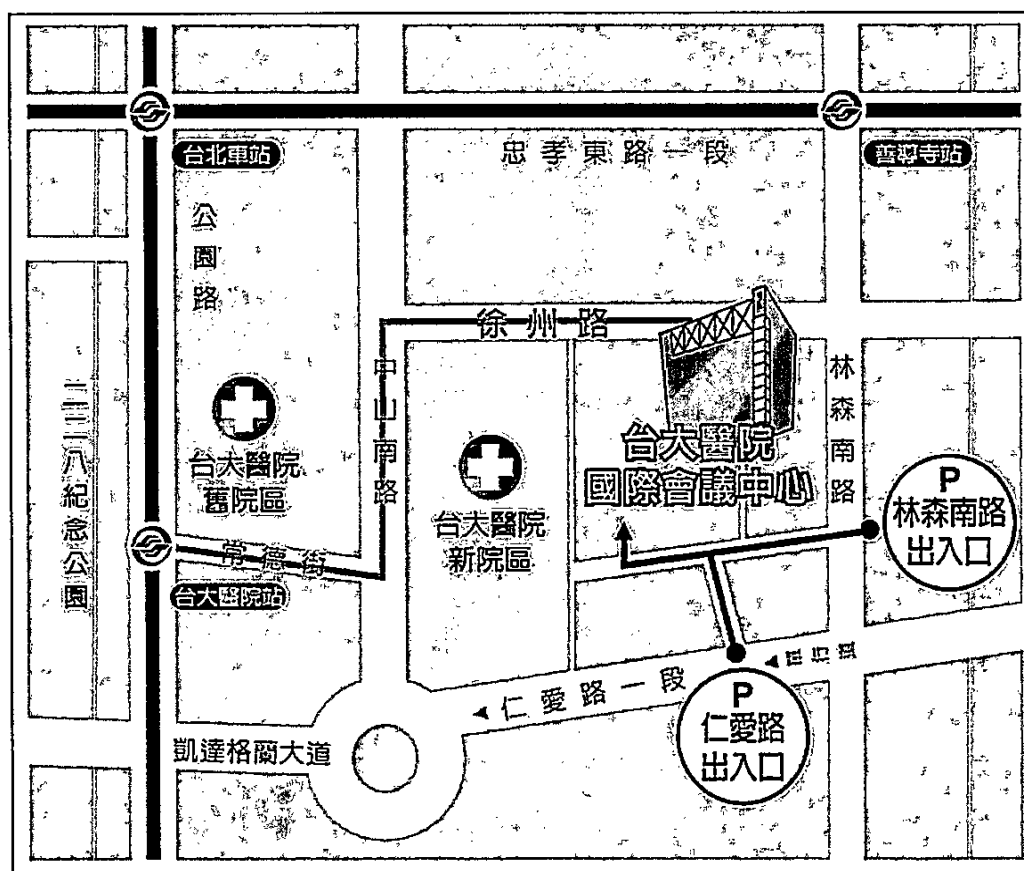 台北車站
忠孝東路一段
善導寺站
公園路
徐州路
中山南路
林森南路
二二八紀念公園
台大醫院
舊院區
台大醫院
新院區
台大醫院
國際會議中心
P
林森南路
出入口
常德街
台大醫院站
仁愛路一段
P
仁愛路
出入口
凱達格蘭大道